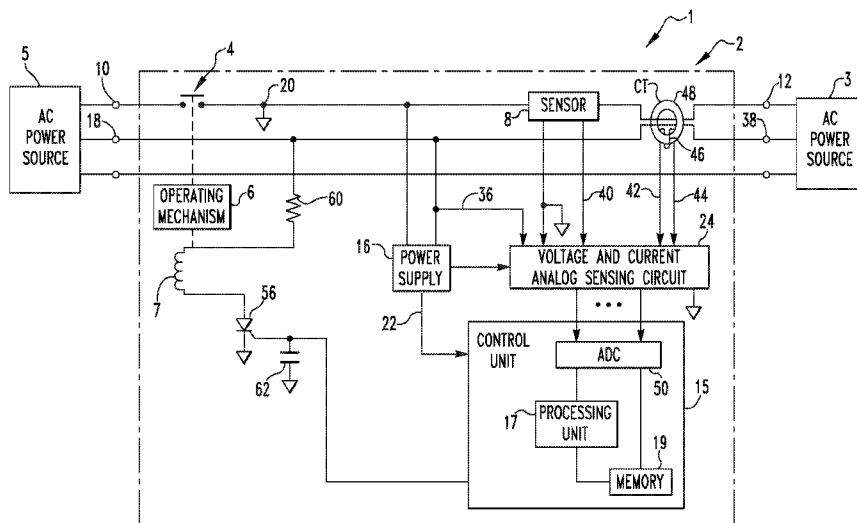 1
2
5
10
4
20
CT
48
12
3
AC
POWER
SOURCE
18
SENSOR
8
46
38
AC
POWER
SOURCE
OPERATING
MECHANISM
6
60
36
40
42
44
24
16
POWER
SUPPLY
VOLTAGE AND CURRENT
ANALOG SENSING CIRCUIT
7
56
22
62
CONTROL
UNIT
ADC
50
15
17
PROCESSING
UNIT
19
MEMORY